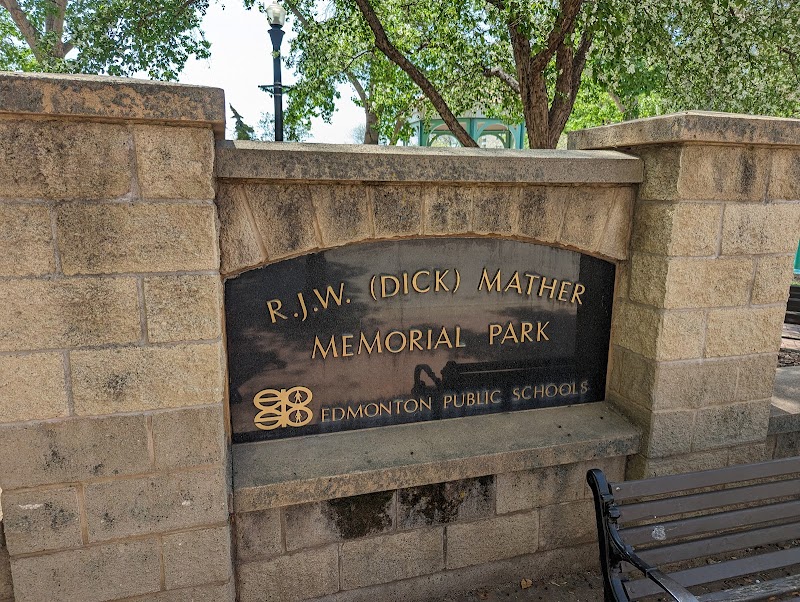 R.J.W. (DICK) MATHER
MEMORIAL PARK
EDMONTON PUBLIC SCHOOLS